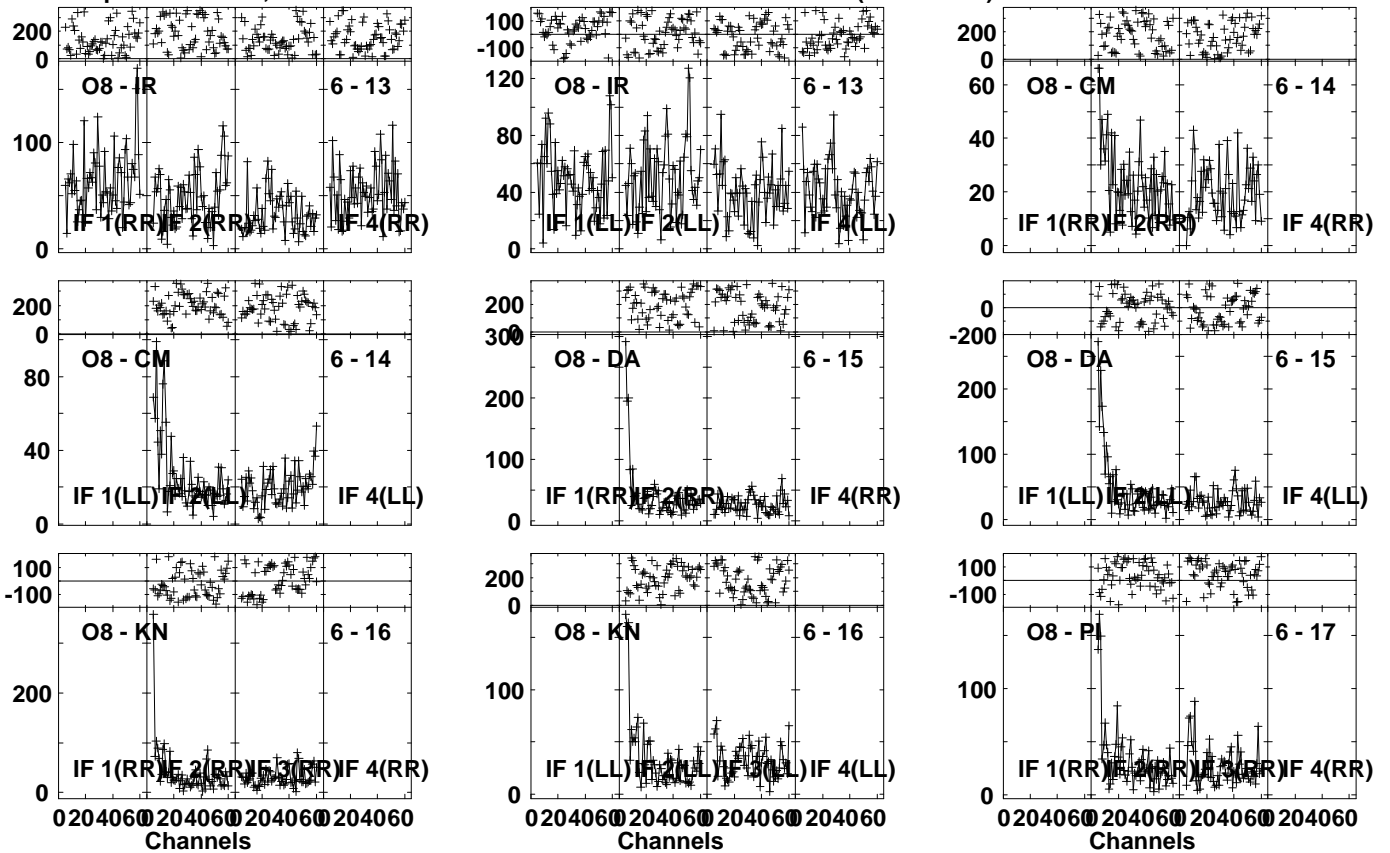 200
0
100
-100
200
0
O8 - IR 6 - 13
100
0
IF 1(RR) IF 2(RR) IF 4(RR)
O8 - IR 6 - 13
120
80
40
0
IF 1(LL) IF 2(LL) IF 4(LL)
O8 - CM 6 - 14
60
40
20
0
IF 1(RR) IF 2(RR) IF 4(RR)
200
0
200
0
0
-200
O8 - CM 6 - 14
80
40
0
IF 1(LL) IF 2(LL) IF 4(LL)
O8 - DA 6 - 15
300
200
100
0
IF 1(RR) IF 2(RR) IF 4(RR)
O8 - DA 6 - 15
200
100
0
IF 1(LL) IF 2(LL) IF 4(LL)
100
-100
200
0
100
-100
O8 - KN 6 - 16
200
0
IF 1(RR) IF 2(RR) IF 3(RR) IF 4(RR)
O8 - KN 6 - 16
100
0
IF 1(LL) IF 2(LL) IF 3(LL) IF 4(LL)
O8 - PI 6 - 17
100
0
IF 1(RR) IF 2(RR) IF 3(RR) IF 4(RR)
0 20 40 60 0 20 40 60 0 20 40 60 0 20 40 60
Channels
0 20 40 60 0 20 40 60 0 20 40 60 0 20 40 60
Channels
0 20 40 60 0 20 40 60 0 20 40 60 0 20 40 60
Channels